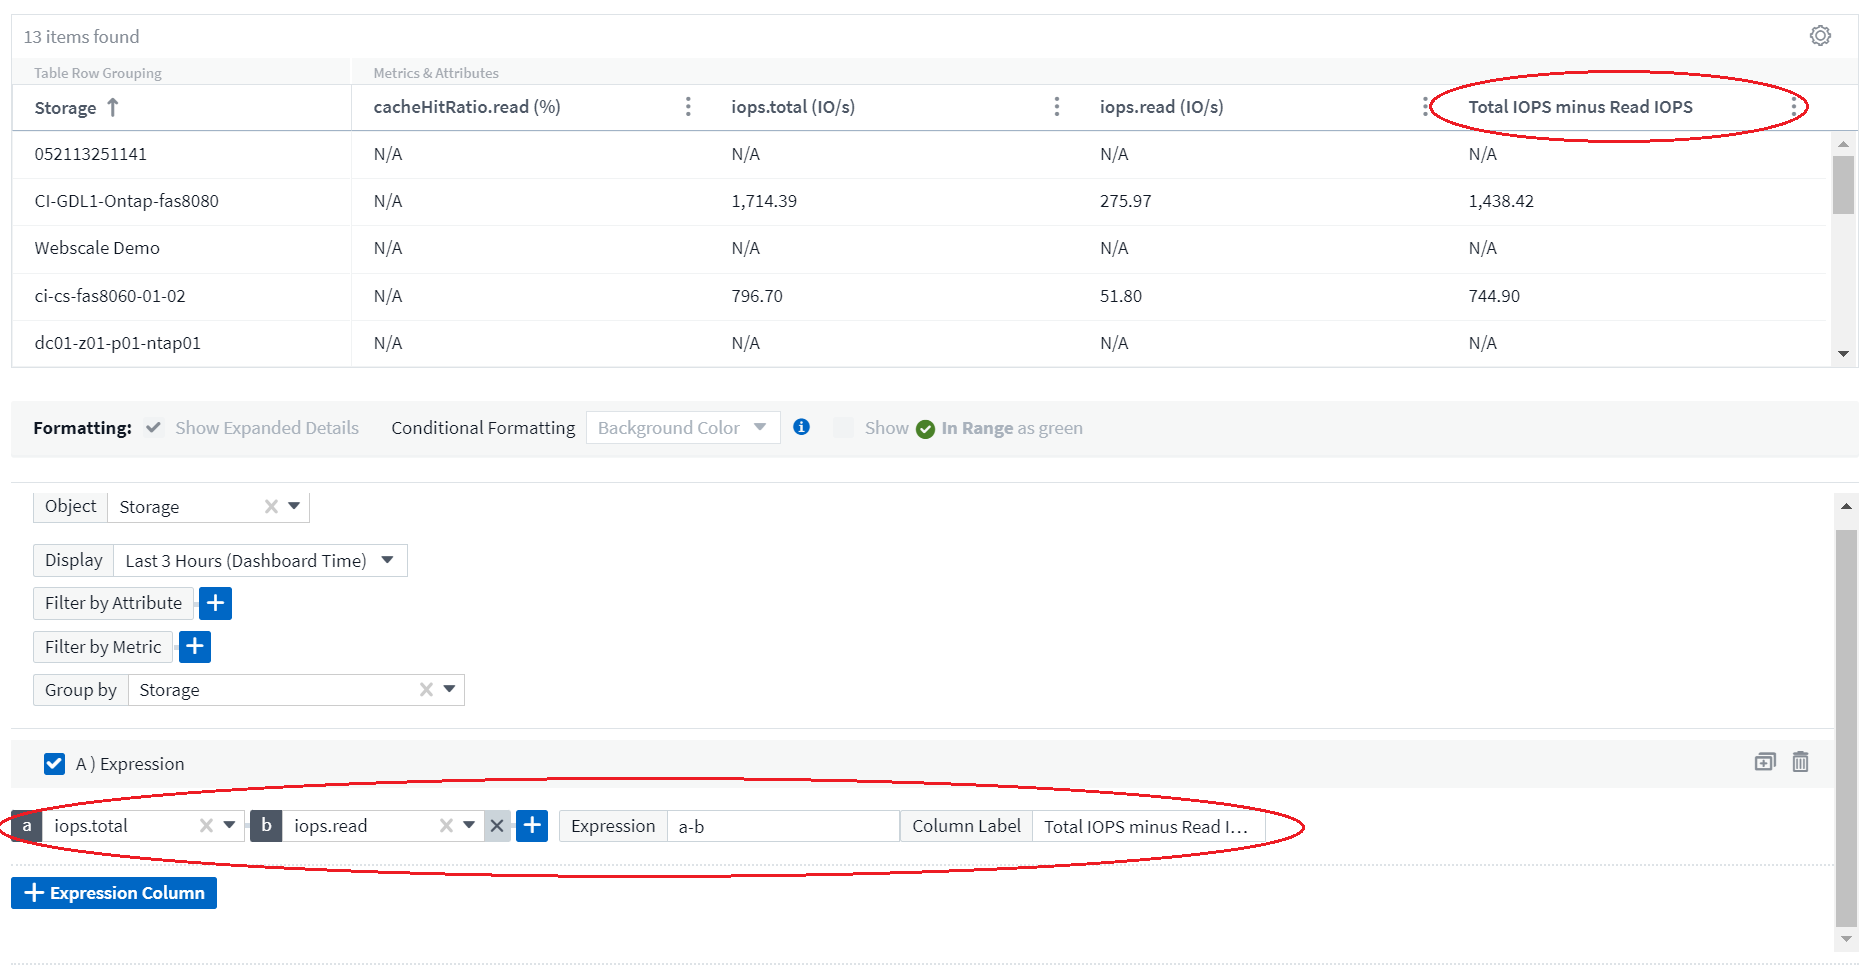 13 items found
Table Row Grouping Metrics & Attributes
Storage cacheHitRatio.read (%) iops.total (IO/s) iops.read (IO/s) Total IOPS minus Read IOPS
052113251141 N/A N/A N/A N/A
CI-GDL1-Ontap-fas8080 N/A 1,714.39 275.97 1,438.42
Webscale Demo N/A N/A N/A N/A
ci-cs-fas8060-01-02 N/A 796.70 51.80 744.90
dc01-z01-p01-ntap01 N/A N/A N/A N/A
Formatting: Show Expanded Details Conditional Formatting Background Color Show In Range as green
Object Storage
Display Last 3 Hours (Dashboard Time)
Filter by Attribute
Filter by Metric
Group by Storage
A ) Expression
a iops.total b iops.read Expression a-b Column Label Total IOPS minus Read I...
Expression Column